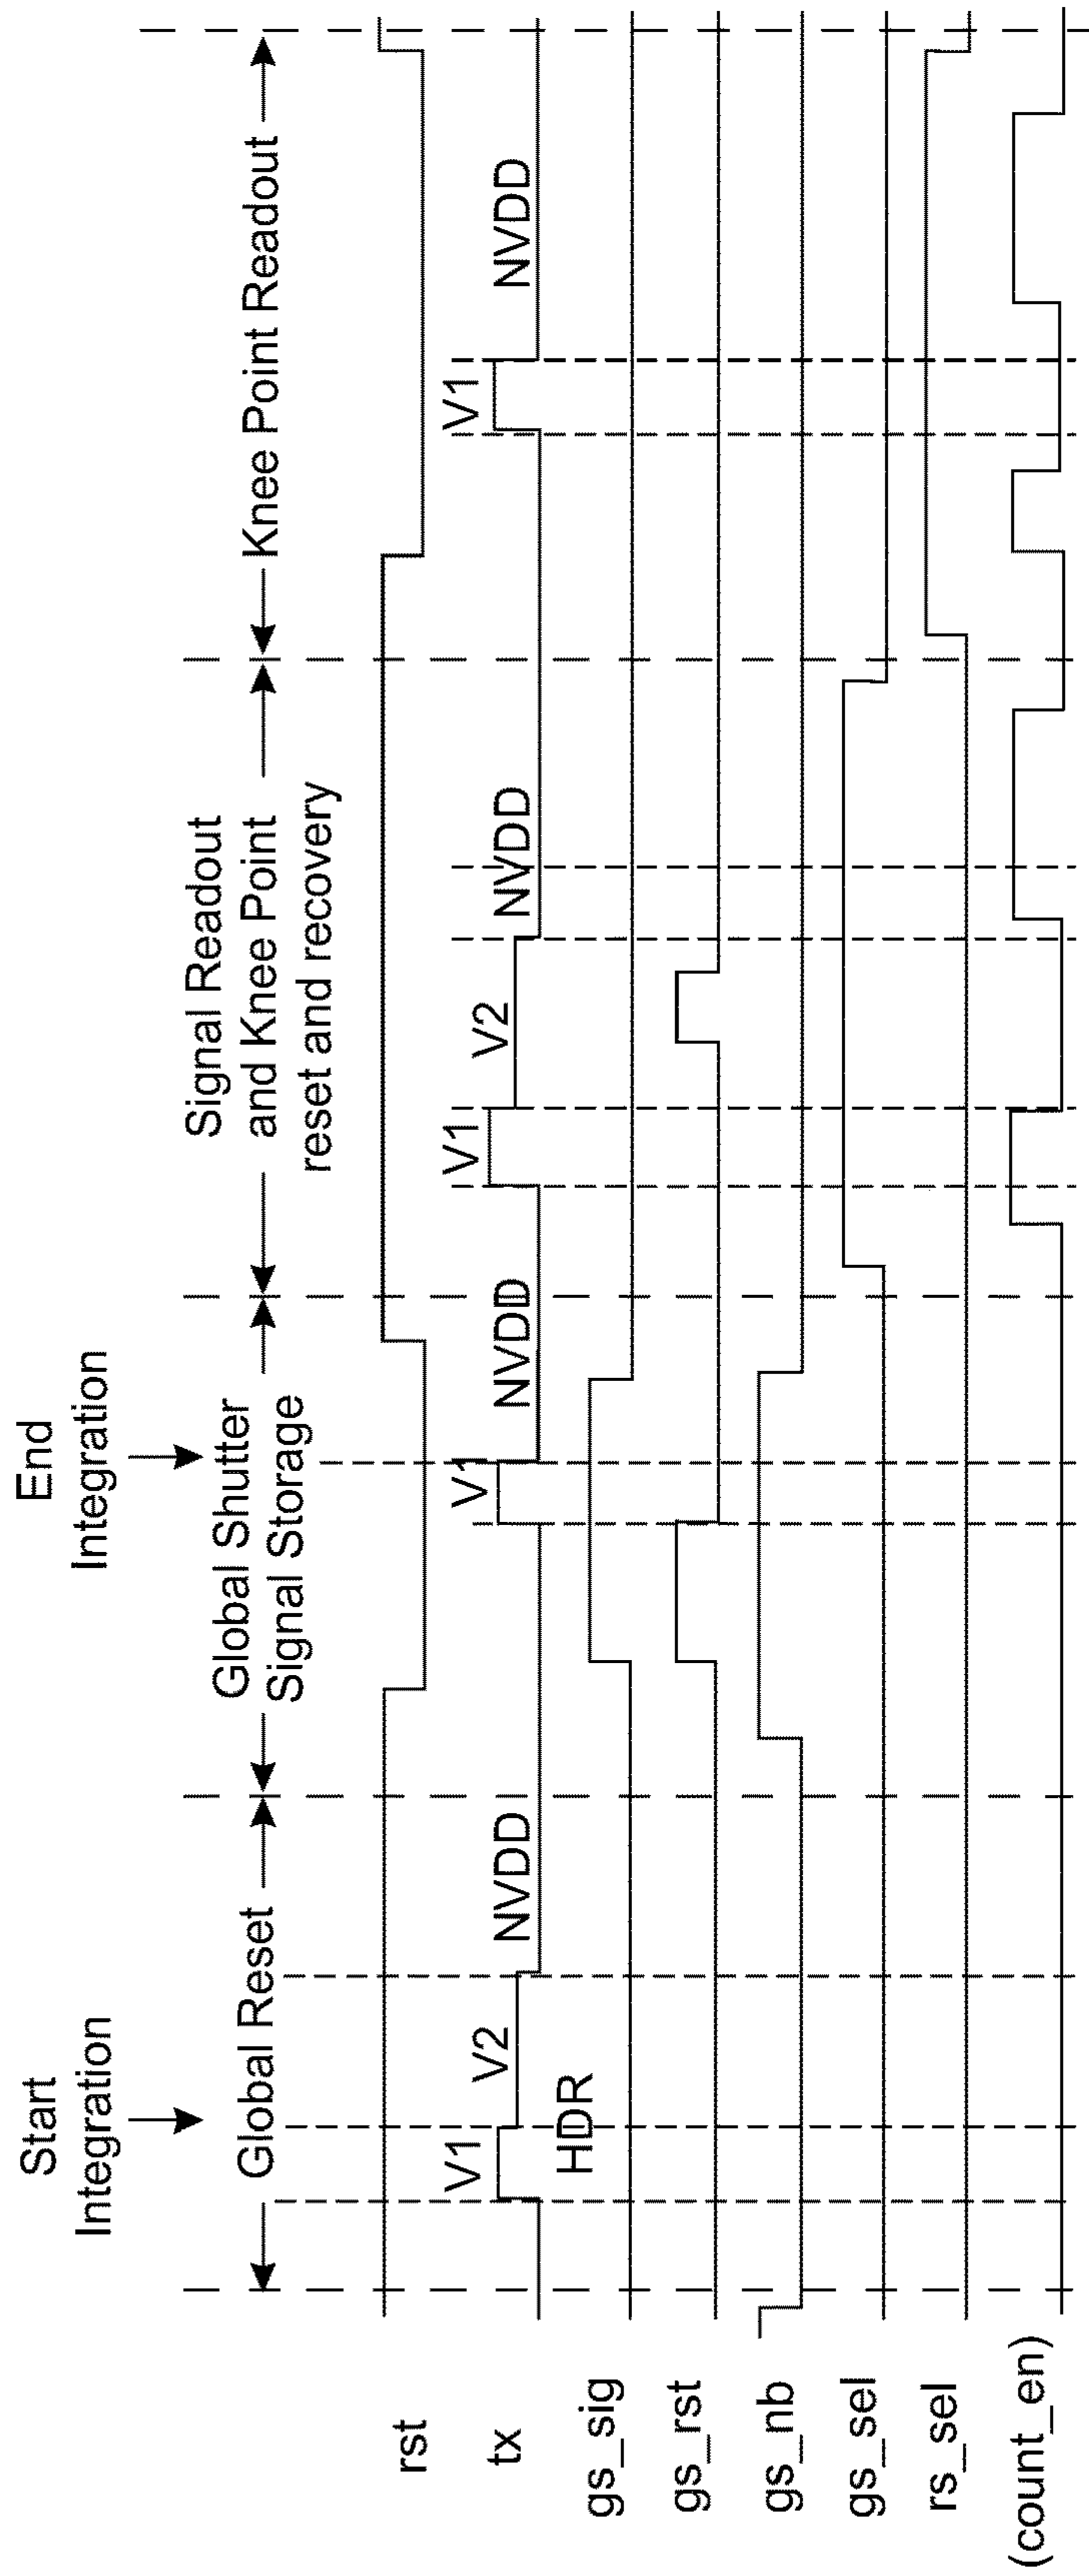 Start
Integration
End
Integration
Global Reset
Global Shutter
Signal Storage
Signal Readout
and Knee Point
reset and recovery
Knee Point Readout
rst
tx
V1
V2
NVDD
V1
NVDD
V1
V2
NVDD
V1
NVDD
HDR
gs_sig
gs_rst
gs_nb
gs_sel
rs_sel
(count_en)